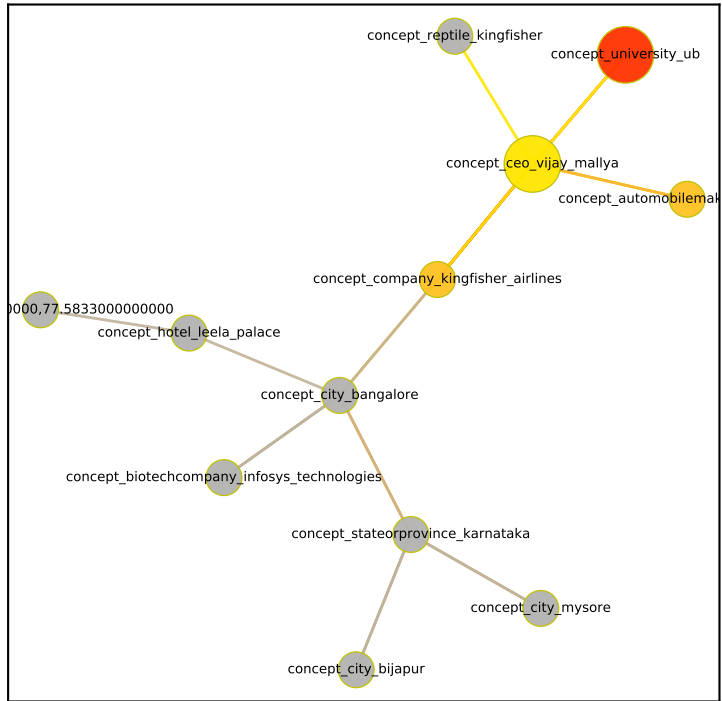 concept_reptile_kingfisher
concept_university_ub
concept_ceo_vijay_mallya
concept_automobilemak
concept_company_kingfisher_airlines
0000,77.5833000000000
concept_hotel_leela_palace
concept_city_bangalore
concept_biotechcompany_infosys_technologies
concept_stateorprovince_karnataka
concept_city_mysore
concept_city_bijapur